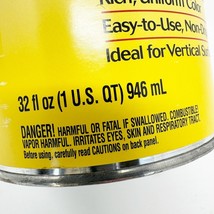 Rich, Uniform Color
Easy-to-Use, Non-D
Ideal for Vertical Su
32 fl oz (1 U.S. QT) 946 mL
DANGER! HARMFUL OR FATAL IF SWALLOWED. COMBUSTIBLE!
VAPOR HARMFUL. IRRITATES EYES, SKIN AND RESPIRATORY TRACT.
Before using, carefully read CAUTIONS on back panel.